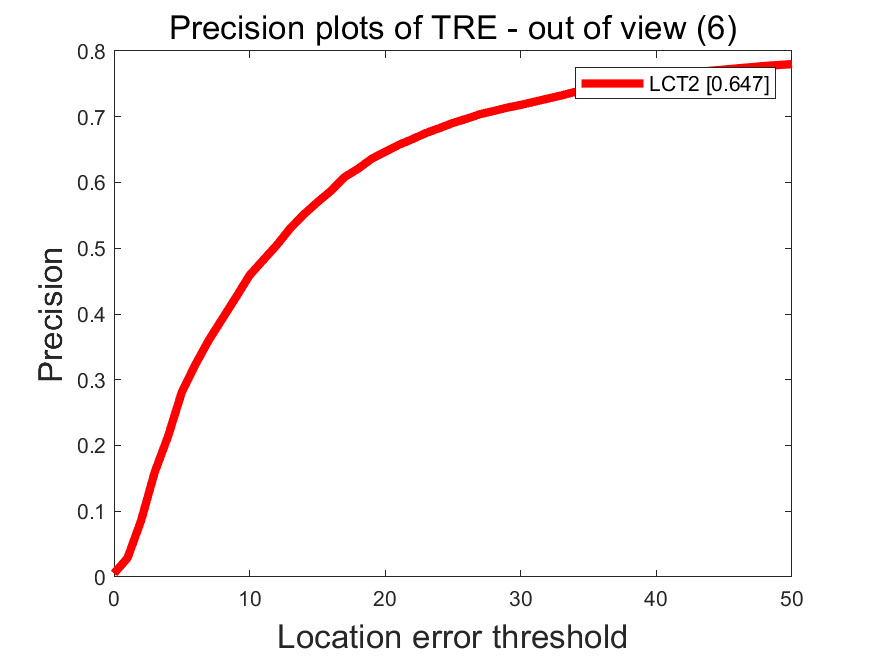 Precision plots of TRE - out of view (6)
LCT2 [0.647]
Precision
0.8
0.7
0.6
0.5
0.4
0.3
0.2
0.1
0
0 10 20 30 40 50
Location error threshold